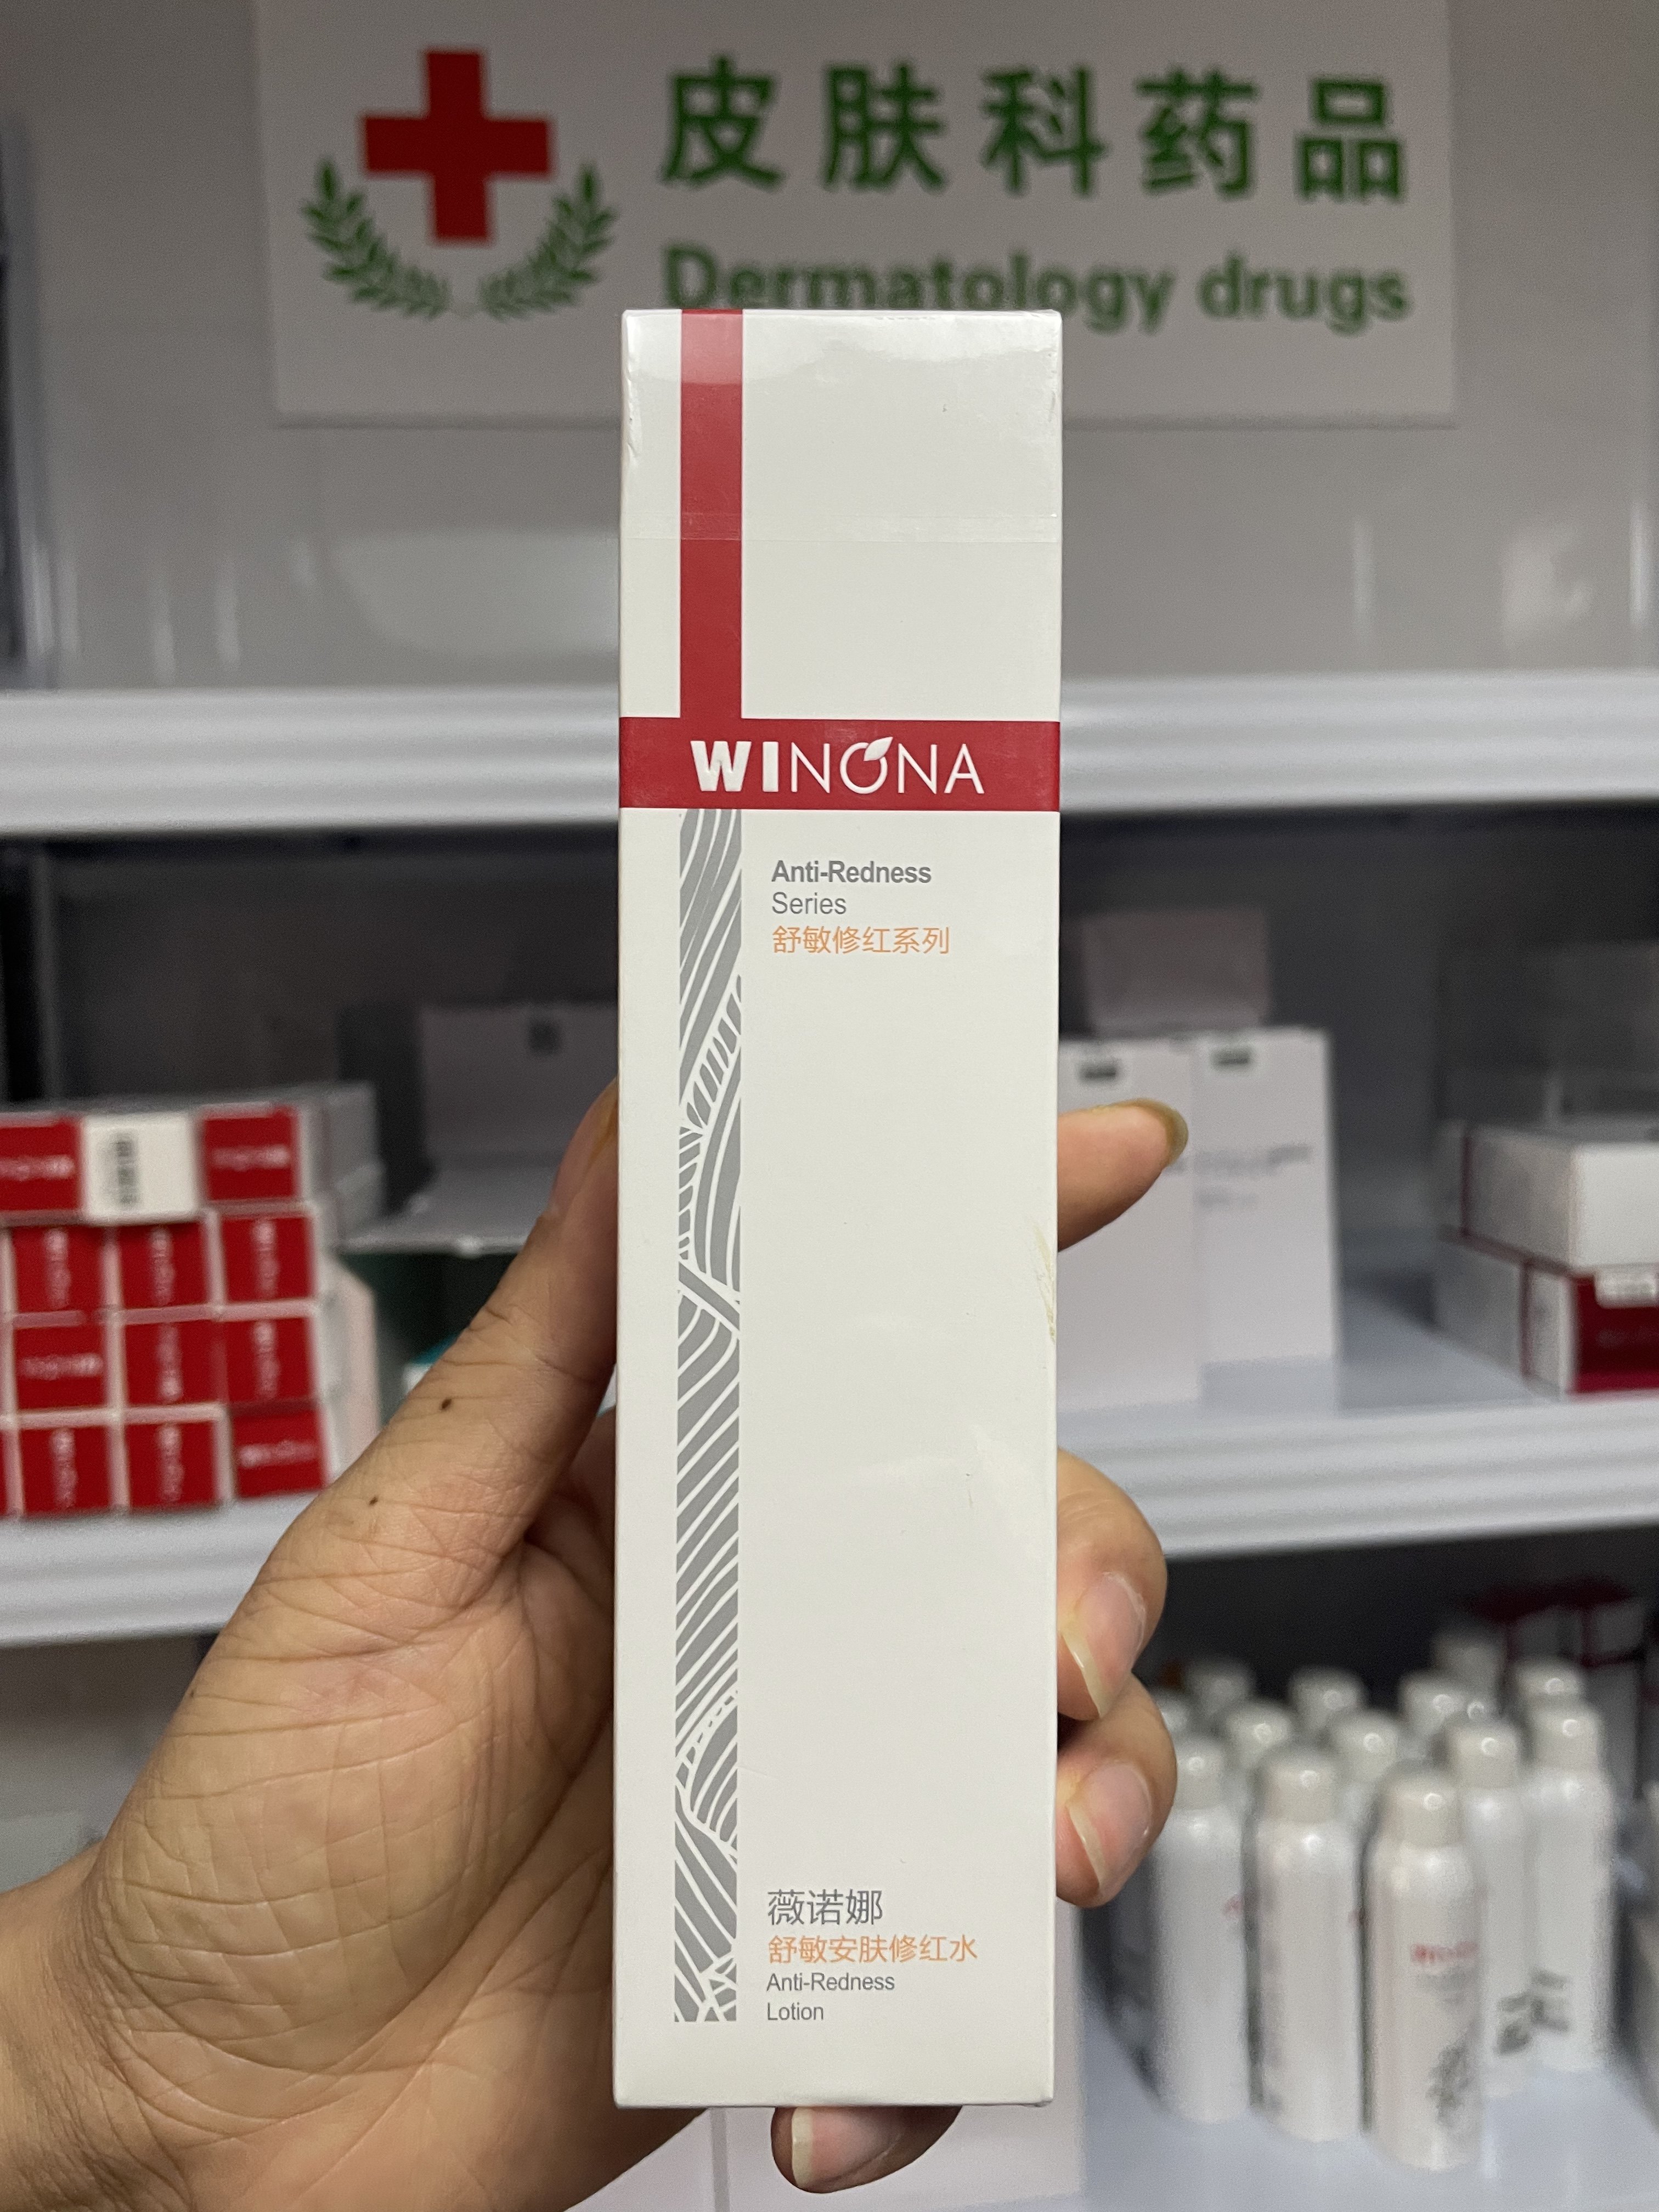 皮肤科药品
Dermatology drugs
WINONA
Anti-Redness
Series
舒敏修红系列
薇诺娜
舒敏安肤修红水
Anti-Redness
Lotion